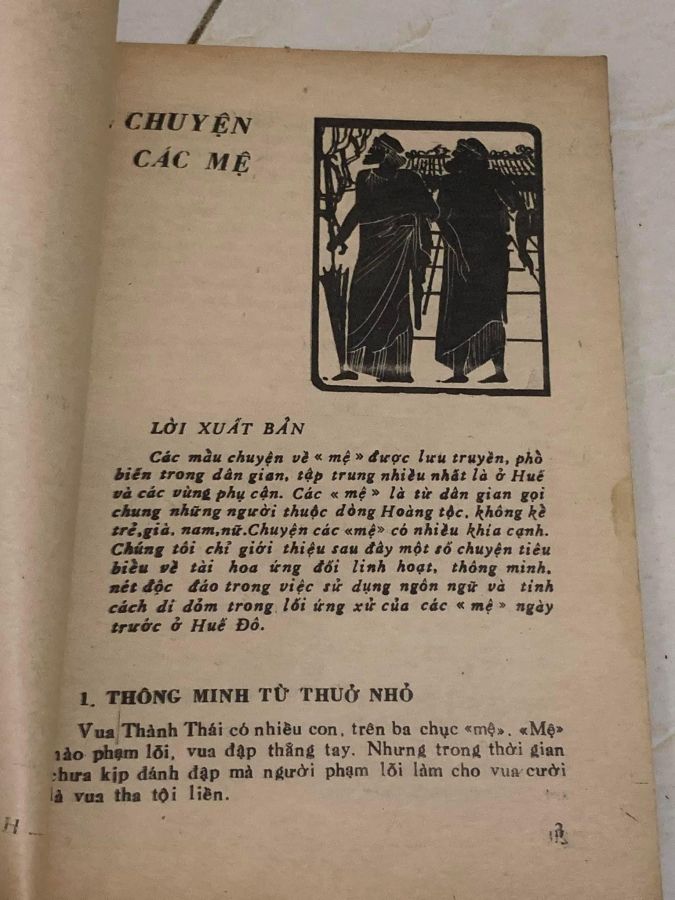 CHUYỆN
CÁC MỆ
LỜI XUẤT BẢN
Các mẩu chuyện về « mệ » được lưu truyền, phổ
biến trong dân gian, tập trung nhiều nhất là ở Huế
và các vùng phụ cận. Các « mệ » là từ dân gian gọi
chung những người thuộc dòng Hoàng tộc, không kể
trẻ,già, nam,nữ.Chuyện các «mệ» có nhiều khía cạnh.
Chúng tôi chỉ giới thiệu sau đây một số chuyện tiêu
biểu về tài hoa ứng đối linh hoạt, thông minh,
nét độc đáo trong việc sử dụng ngôn ngữ và tính
cách dí dỏm trong lối ứng xử của các « mệ » ngày
trước ở Huế Đô.
1. THÔNG MINH TỪ THUỞ NHỎ
Vua Thành Thái có nhiều con, trên ba chục «mệ». «Mệ»
nào phạm lỗi, vua đập thẳng tay. Nhưng trong thời gian
chưa kịp đánh đập mà người phạm lỗi làm cho vua cười
là vua tha tội liền.
H